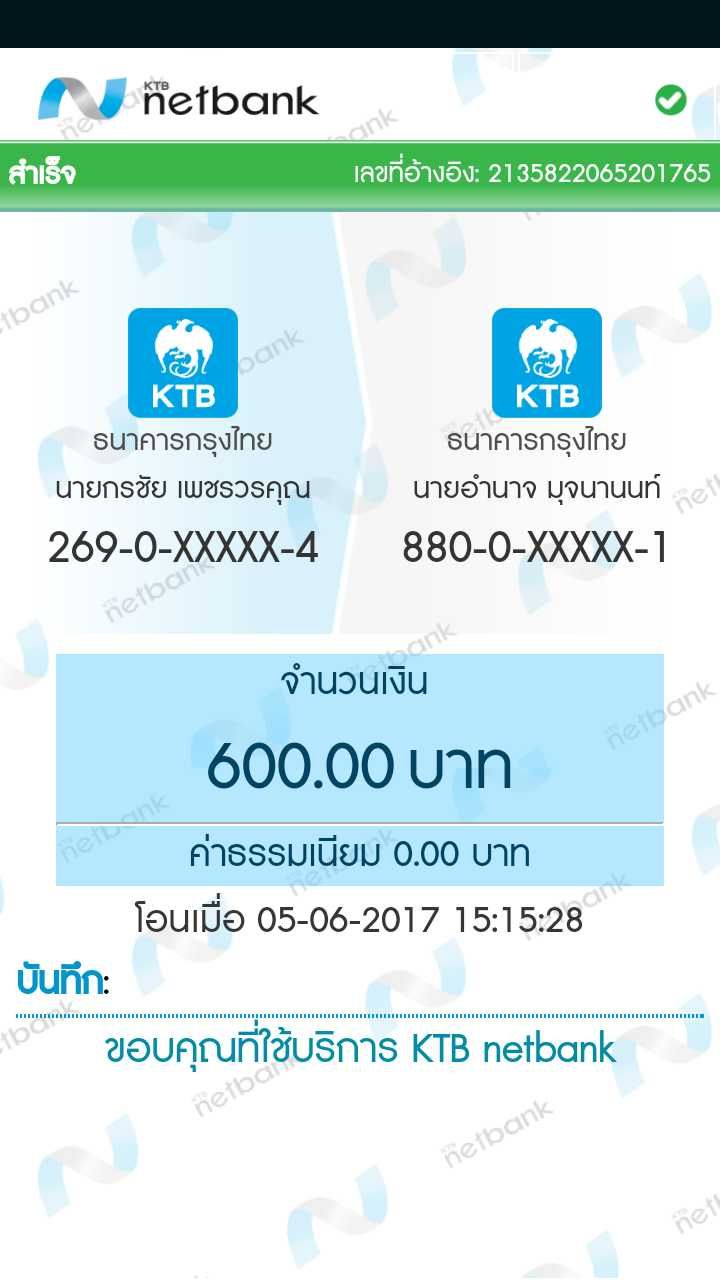 KTB
netbank
สำเร็จ
เลขที่อ้างอิง: 2135822065201765
KTB
ธนาคารกรุงไทย
นายกรชัย เพชรวรคุณ
269-0-XXXXX-4
KTB
ธนาคารกรุงไทย
นายอำนาจ มุจนานนท์
880-0-XXXXX-1
จำนวนเงิน
600.00 บาท
ค่าธรรมเนียม 0.00 บาท
โอนเมื่อ 05-06-2017 15:15:28
บันทึก:
ขอบคุณที่ใช้บริการ KTB netbank